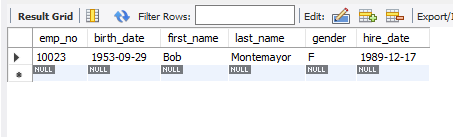 Result Grid Filter Rows: Edit: Export/I
emp_no birth_date first_name last_name gender hire_date
10023 1953-09-29 Bob Montemayor F 1989-12-17
NULL NULL NULL NULL NULL NULL